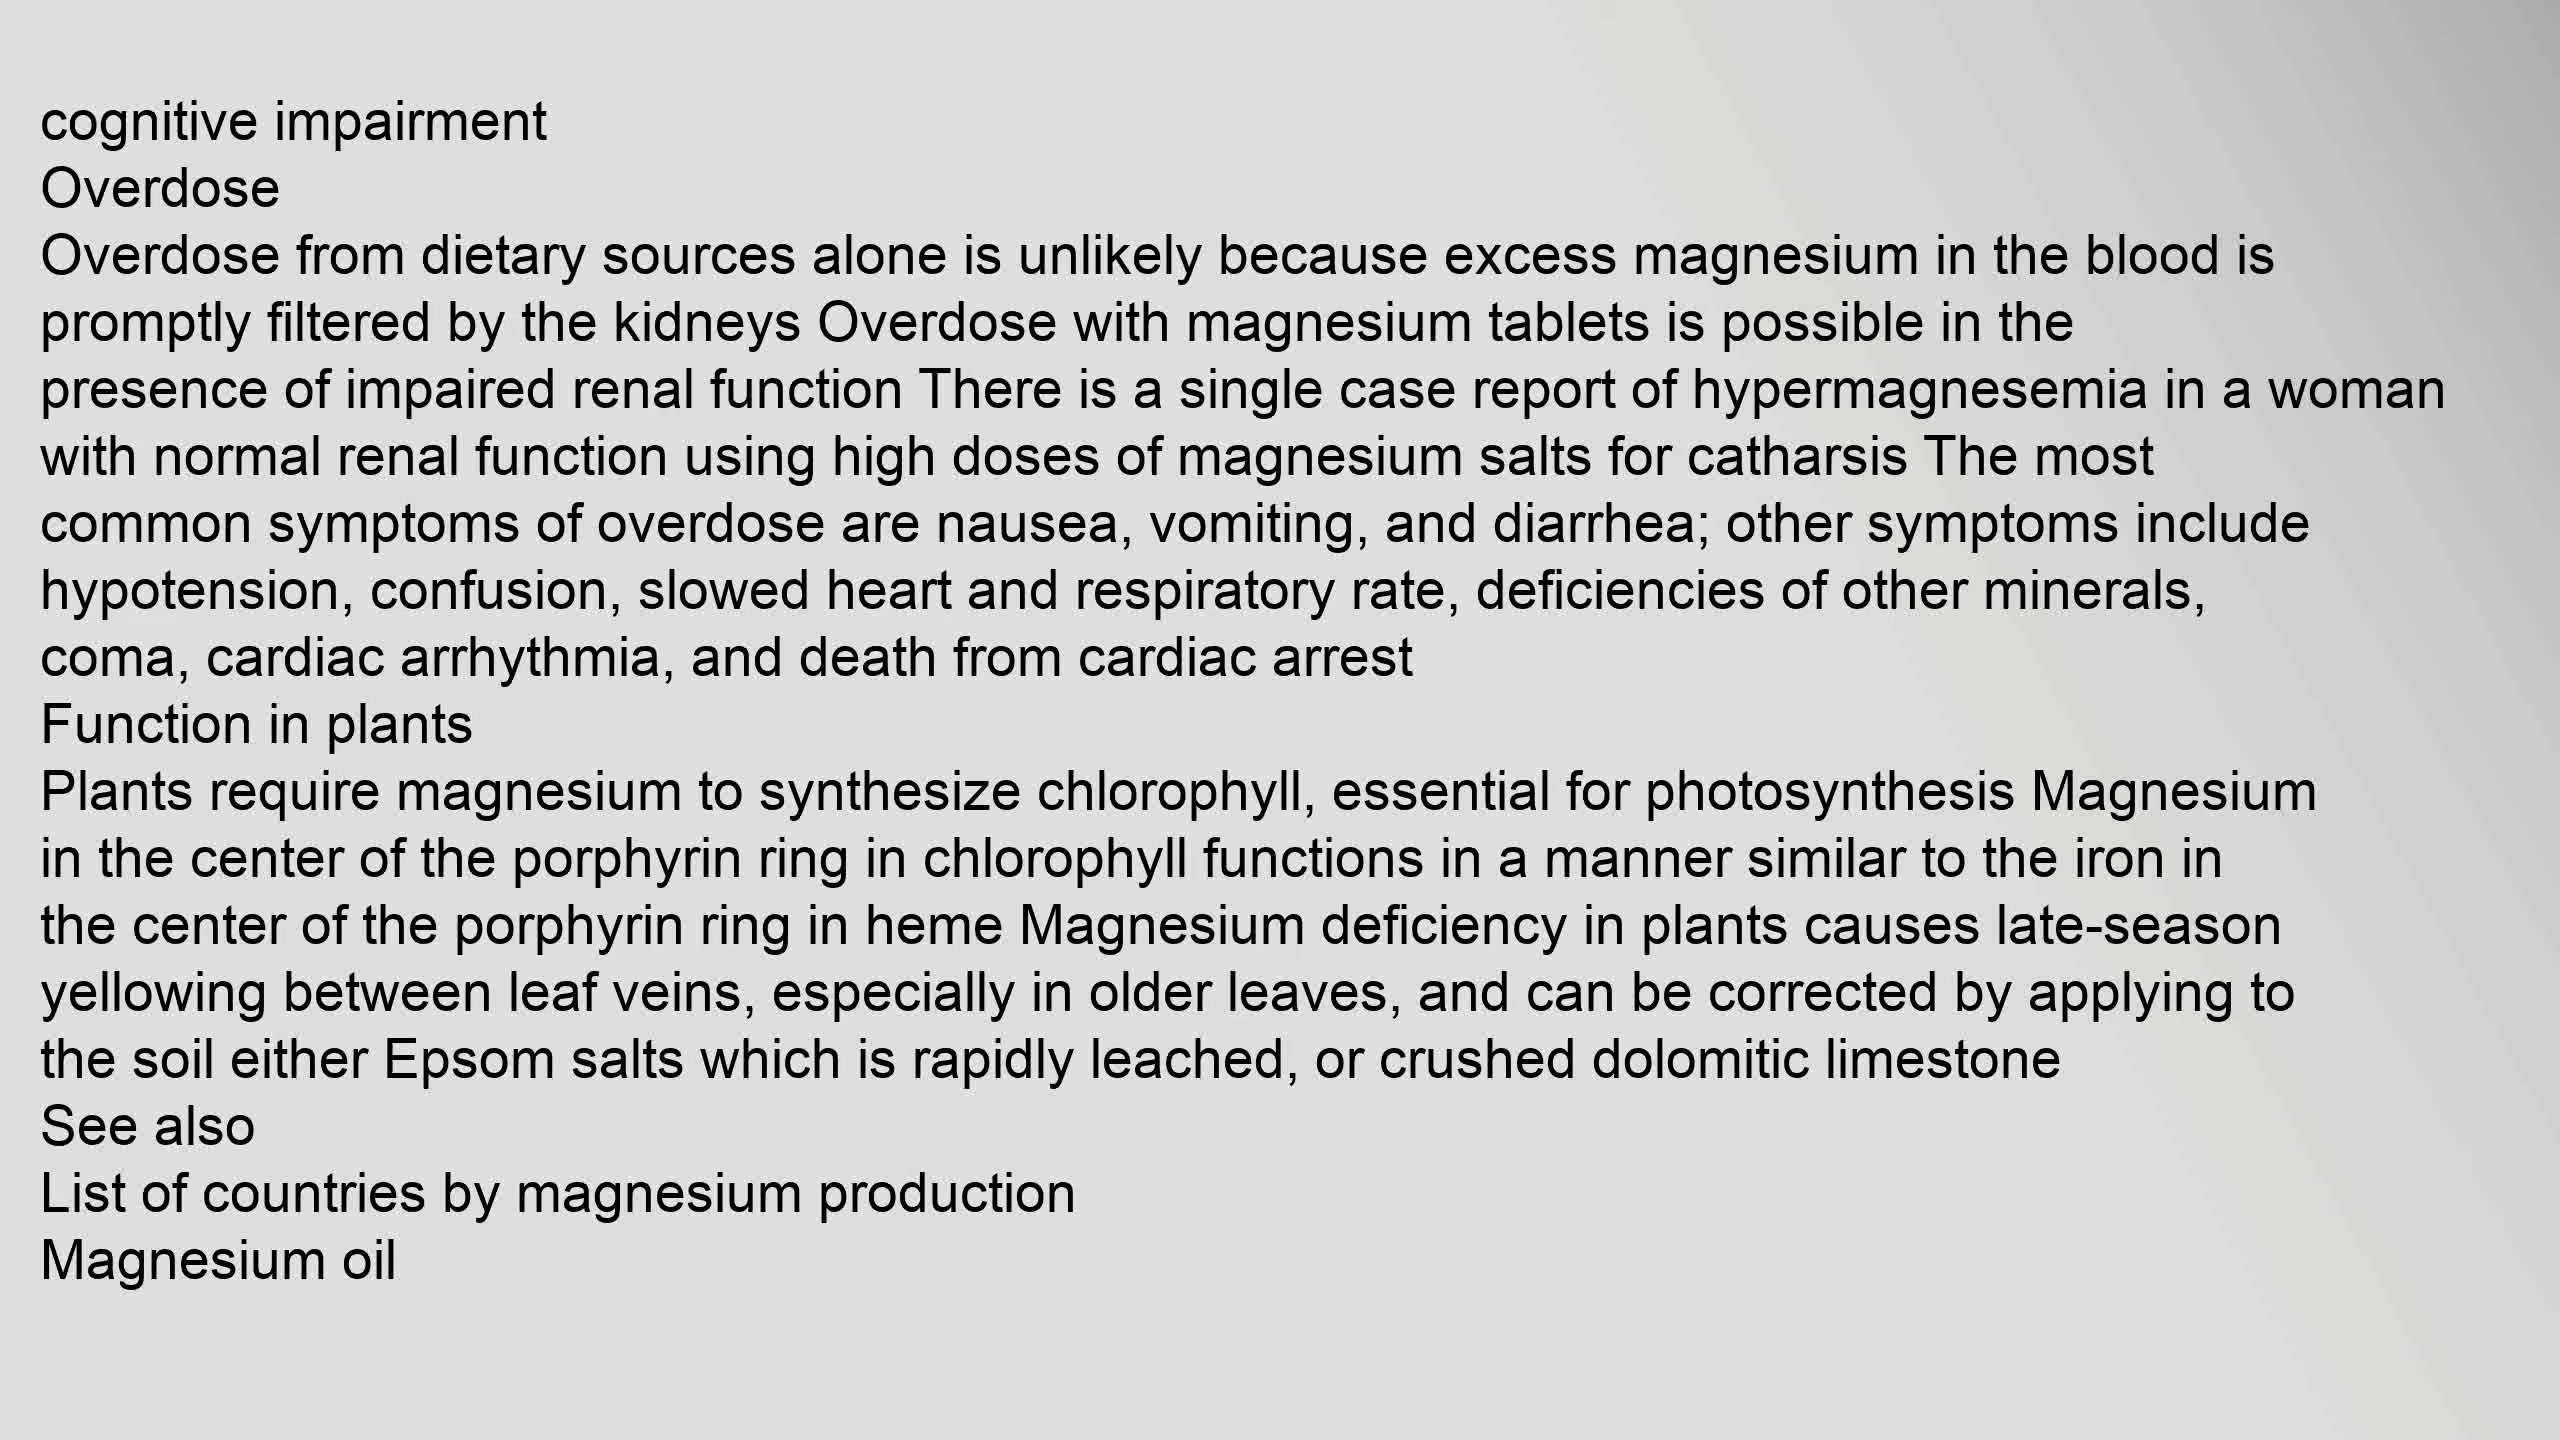 cognitive impairment
Overdose
Overdose from dietary sources alone is unlikely because excess magnesium in the blood is
promptly filtered by the kidneys Overdose with magnesium tablets is possible in the
presence of impaired renal function There is a single case report of hypermagnesemia in a woman
with normal renal function using high doses of magnesium salts for catharsis The most
common symptoms of overdose are nausea, vomiting, and diarrhea; other symptoms include
hypotension, confusion, slowed heart and respiratory rate, deficiencies of other minerals,
coma, cardiac arrhythmia, and death from cardiac arrest
Function in plants
Plants require magnesium to synthesize chlorophyll, essential for photosynthesis Magnesium
in the center of the porphyrin ring in chlorophyll functions in a manner similar to the iron in
the center of the porphyrin ring in heme Magnesium deficiency in plants causes late-season
yellowing between leaf veins, especially in older leaves, and can be corrected by applying to
the soil either Epsom salts which is rapidly leached, or crushed dolomitic limestone
See also
List of countries by magnesium production
Magnesium oil